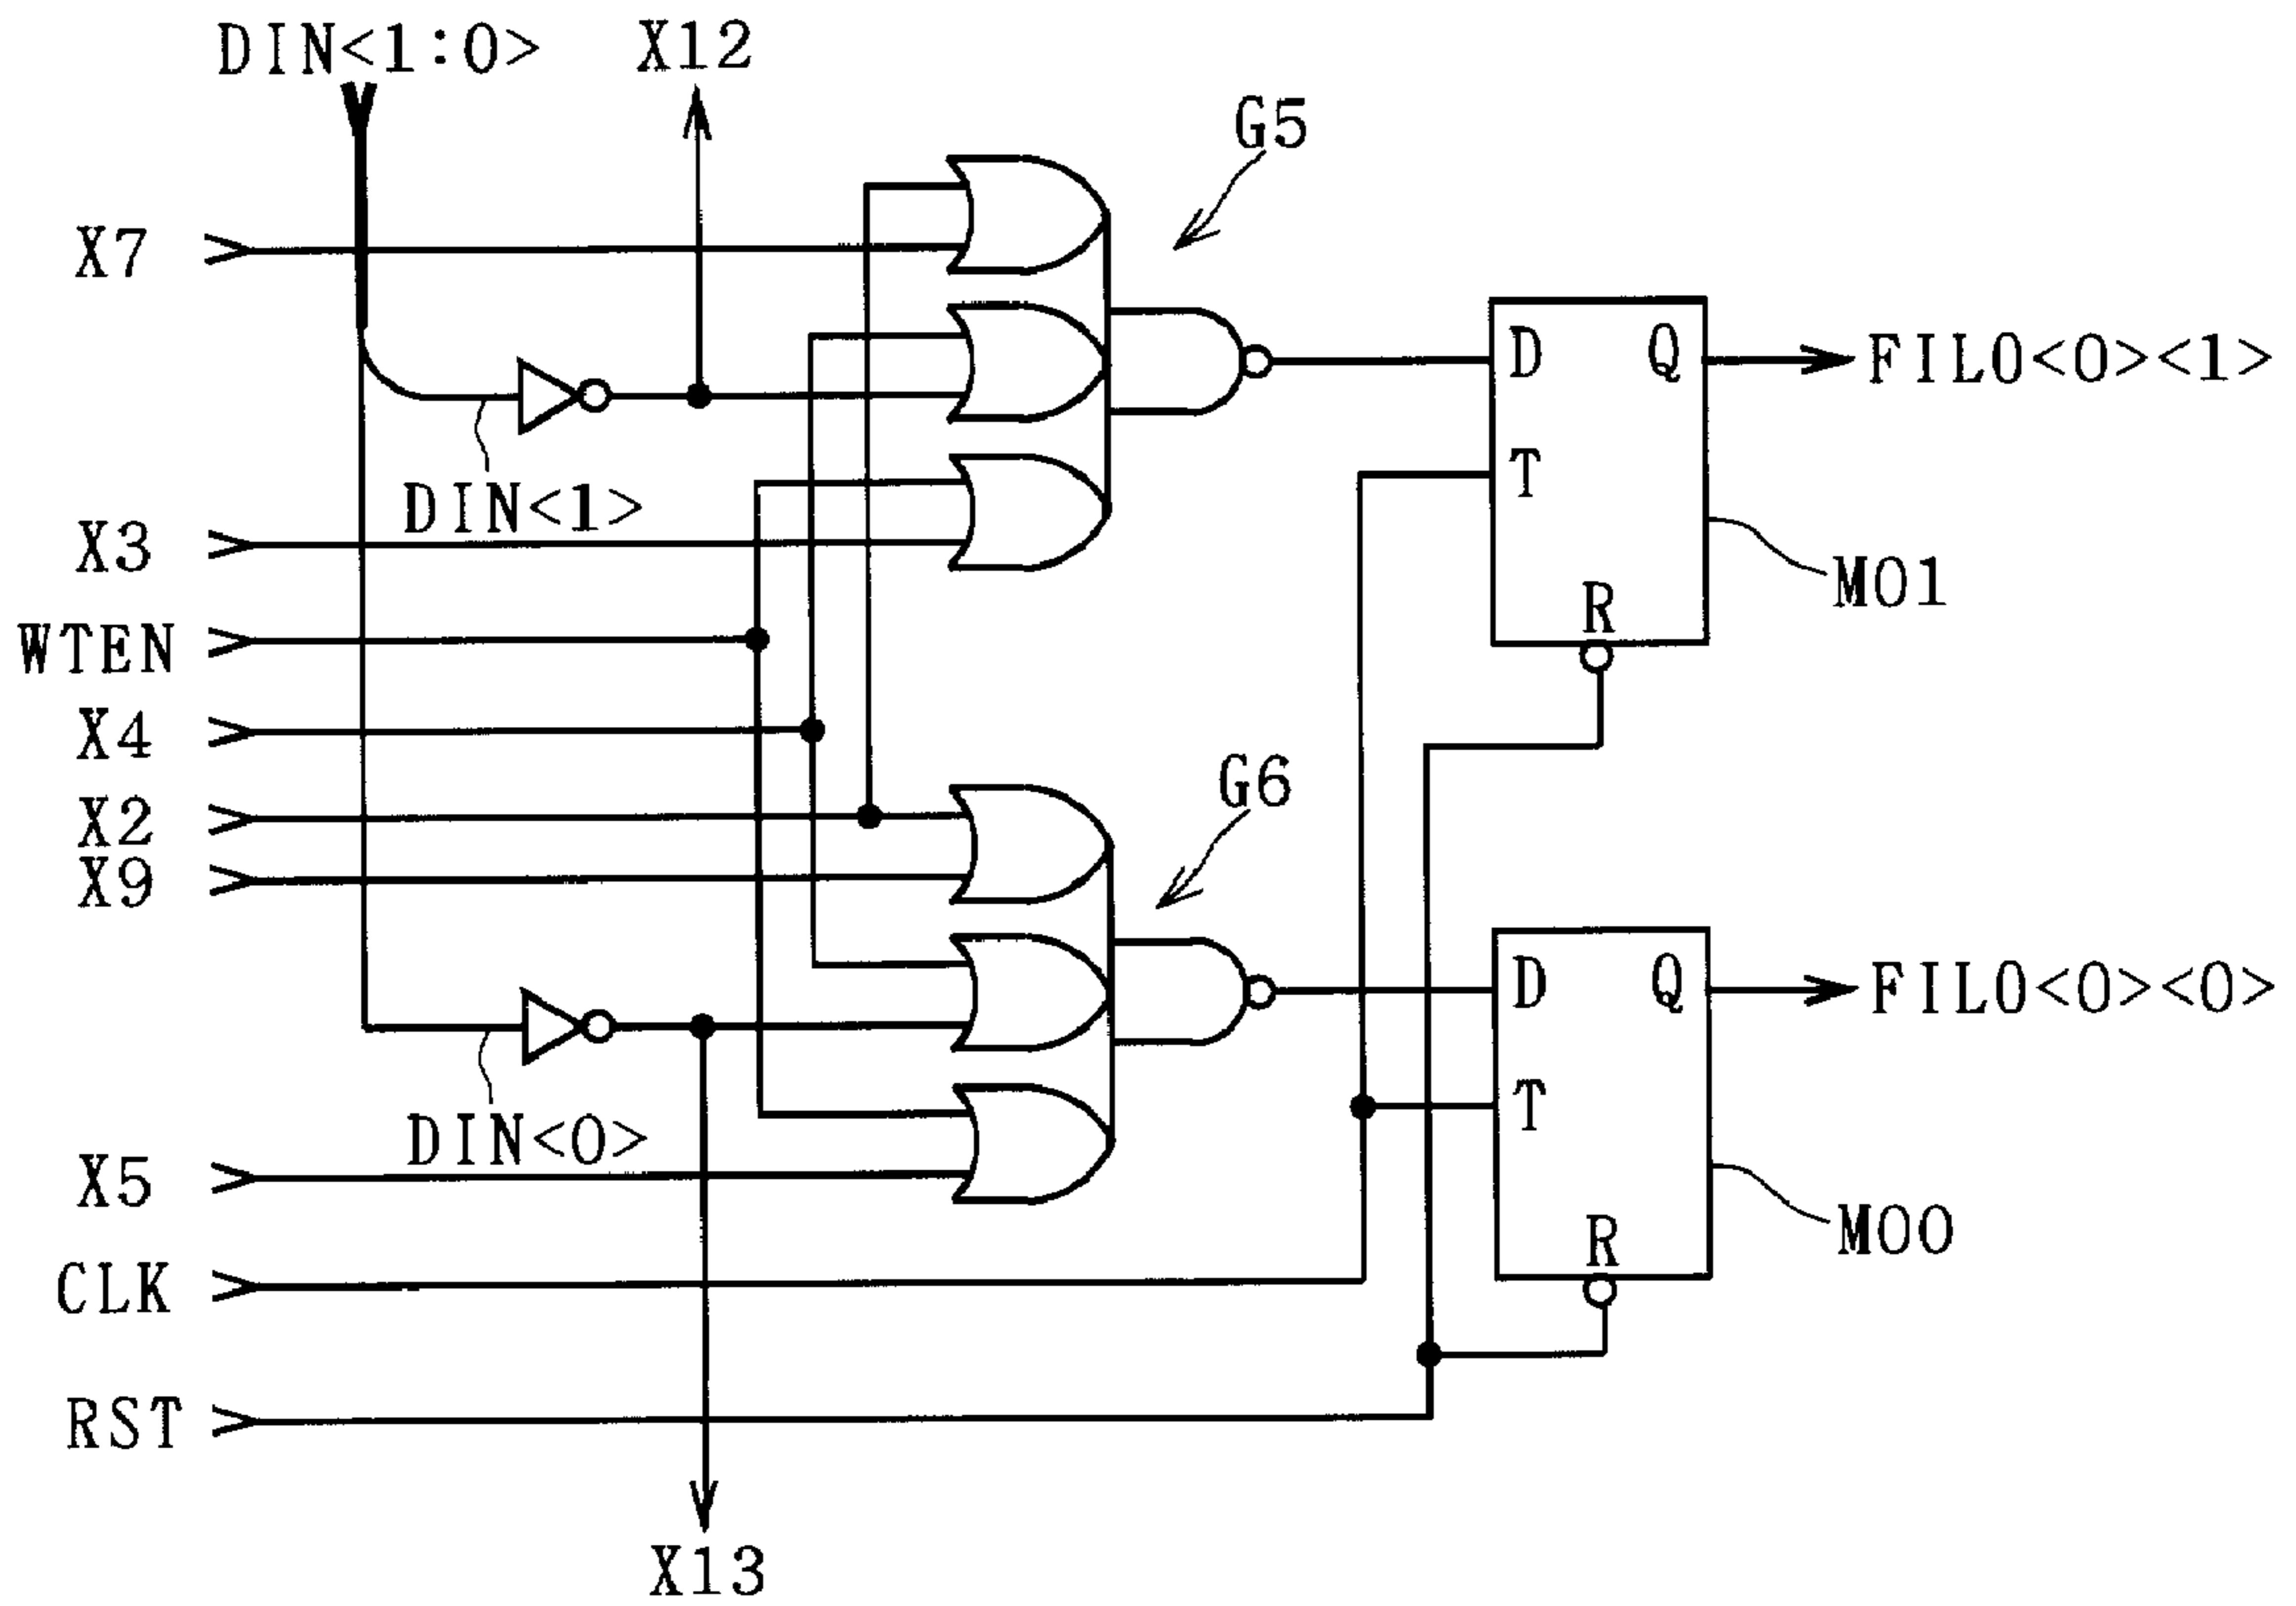 DIN<1:0>
X12
G5
X7
D
Q
FIL0<0><1>
T
DIN<1>
X3
M01
R
WTEN
X4
G6
X2
X9
D
Q
FIL0<0><0>
T
DIN<0>
X5
M00
R
CLK
RST
X13